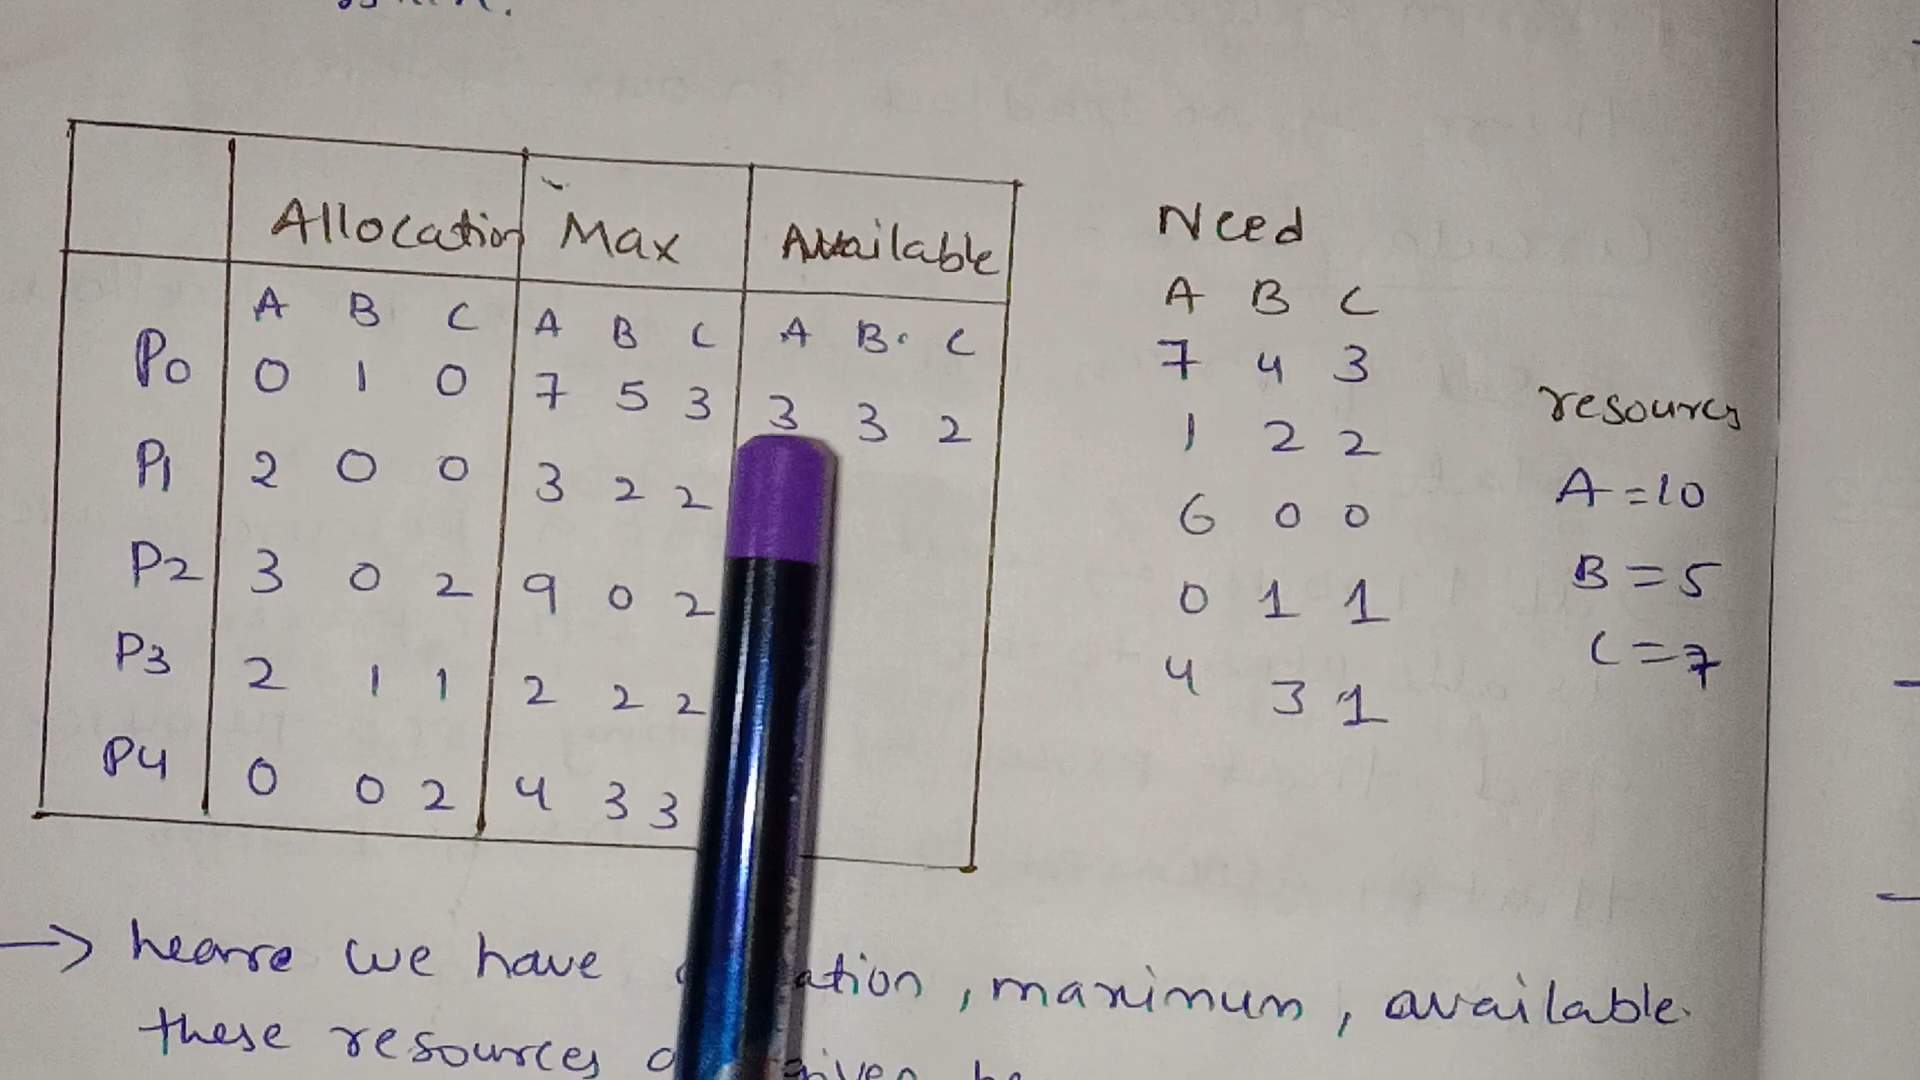 Allocation Max Available Need
A B C A B C A B. C A B C
P0 0 1 0 7 5 3 3 3 2 7 4 3
P1 2 0 0 3 2 2 1 2 2
P2 3 0 2 9 0 2 6 0 0
P3 2 1 1 2 2 2 0 1 1
P4 0 0 2 4 3 3 4 3 1
resources
A=10
B=5
C=7
→ hearre we have ation, maximum, available.
these resources given